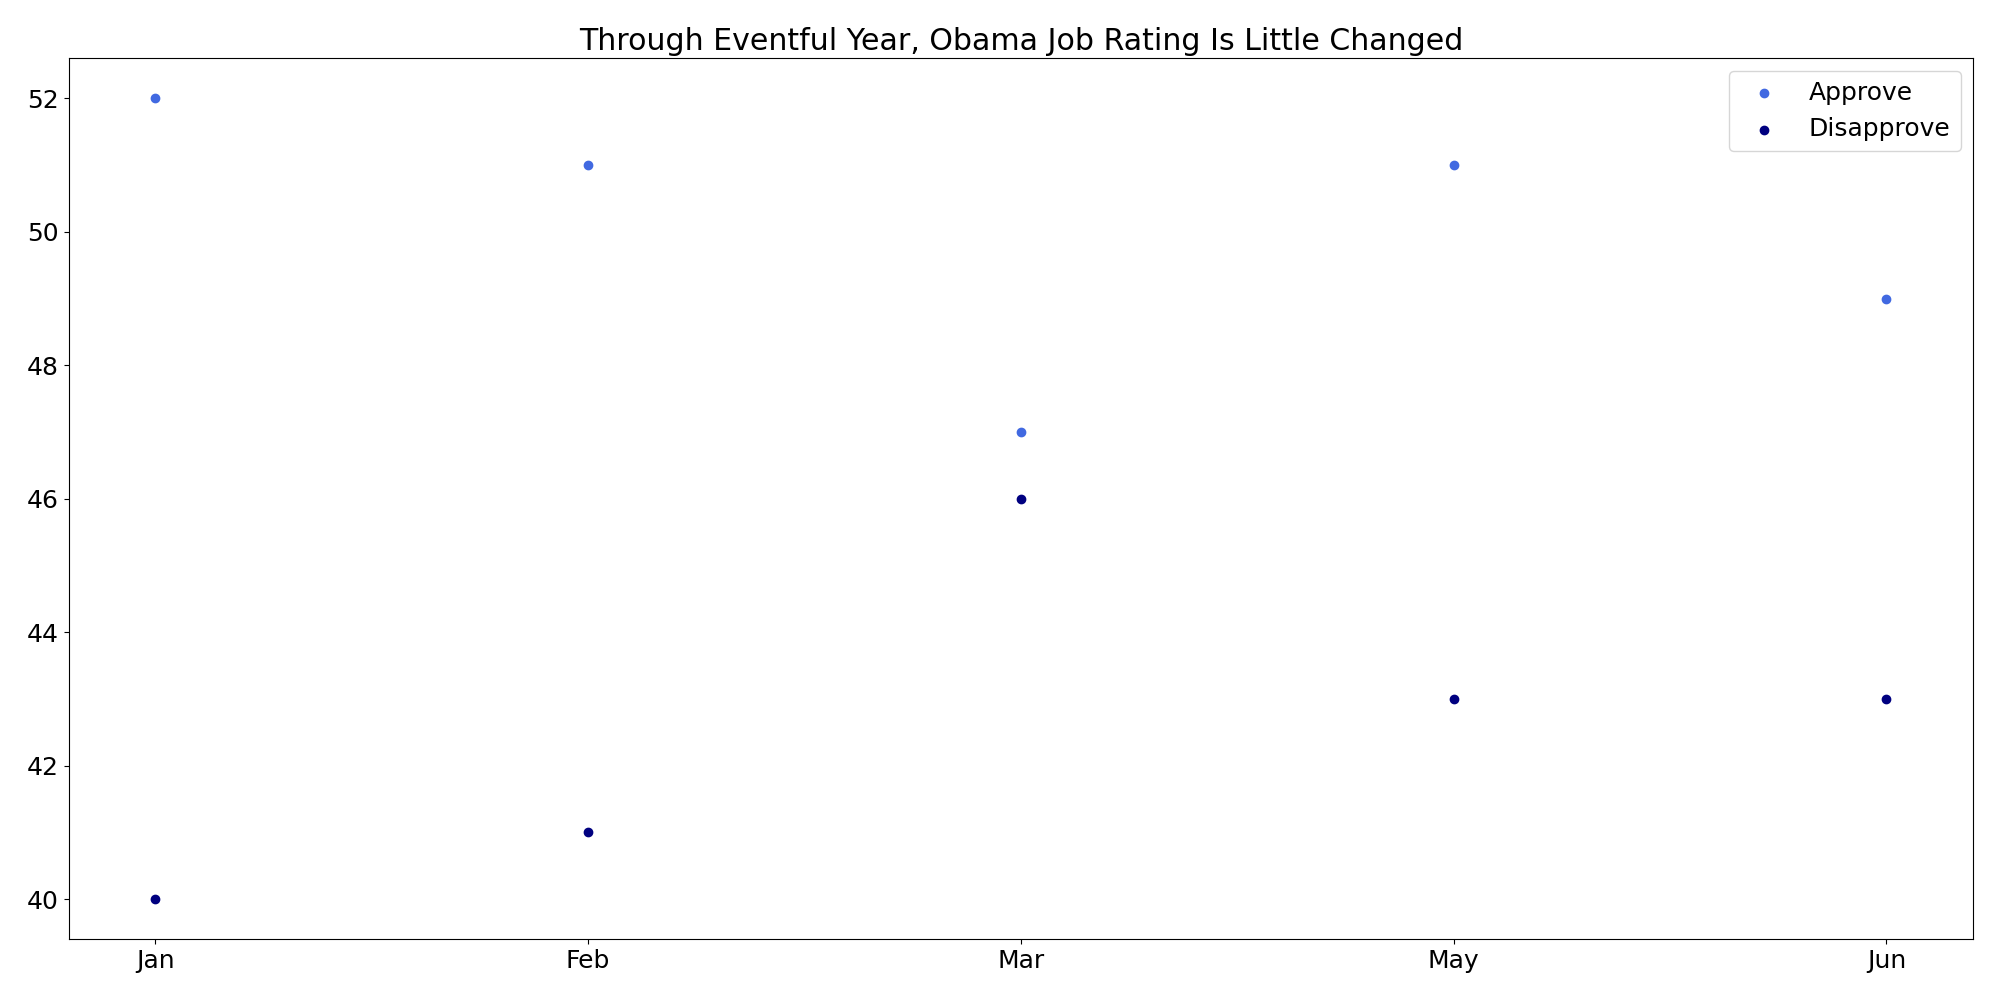 Through Eventful Year, Obama Job Rating Is Little Changed
Approve
Disapprove
52
50
48
46
44
42
40
Jan Feb Mar May Jun